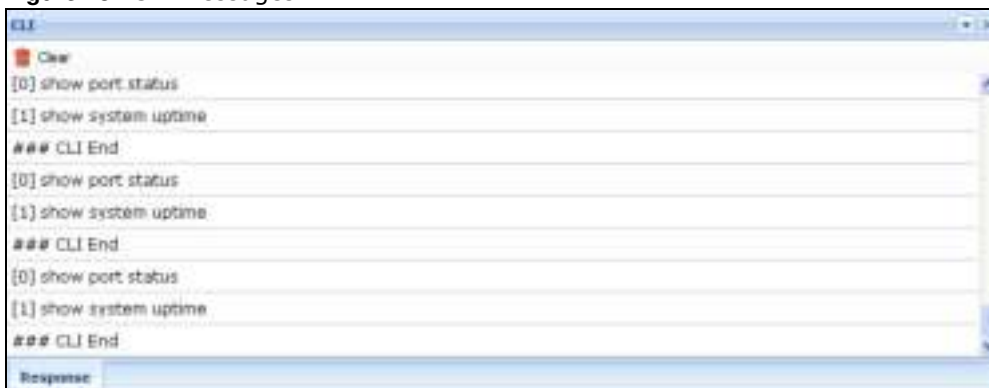 CLI
Clear
[0] show port status
[1] show system uptime
### CLI End
[0] show port status
[1] show system uptime
### CLI End
[0] show port status
[1] show system uptime
### CLI End
Response